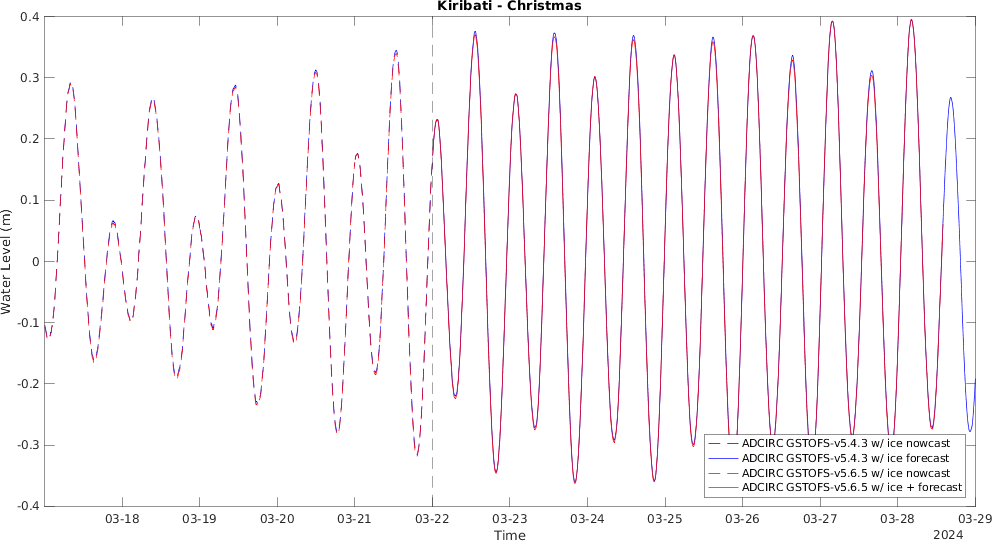 Kiribati - Christmas
0.4
0.3
0.2
0.1
0
-0.1
-0.2
-0.3
-0.4
Water Level (m)
ADCIRC GSTOFS-v5.4.3 w/ ice nowcast
ADCIRC GSTOFS-v5.4.3 w/ ice forecast
ADCIRC GSTOFS-v5.6.5 w/ ice nowcast
ADCIRC GSTOFS-v5.6.5 w/ ice + forecast
03-18 03-19 03-20 03-21 03-22 03-23 03-24 03-25 03-26 03-27 03-28 03-29
Time
2024